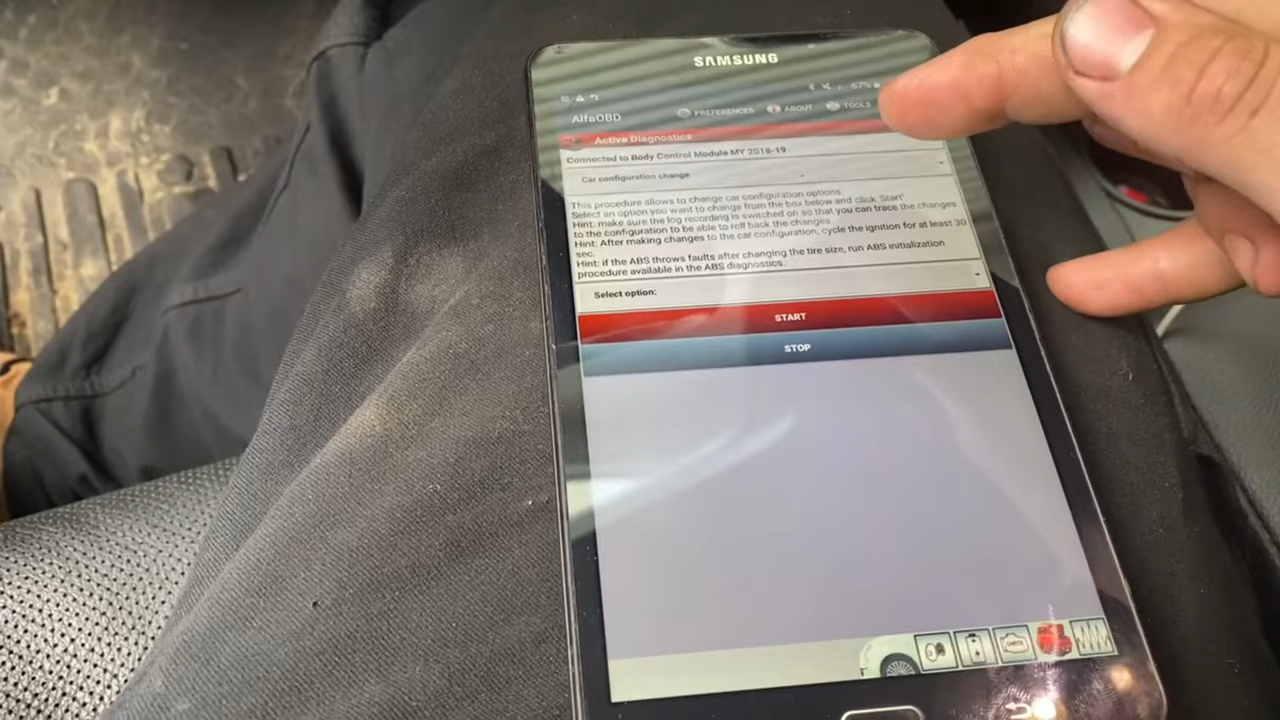 SAMSUNG
67%
AlfaOBD
PREFERENCES
ABOUT
TOOLS
Active Diagnostics
Connected to Body Control Module MY 2018-19
Car configuration change
This procedure allows to change car configuration options.
Select an option you want to change from the box below and click 'Start'
Hint: make sure the log recording is switched on so that you can trace the changes
to the configuration to be able to roll back the changes.
Hint: After making changes to the car configuration, cycle the ignition for at least 30
sec.
Hint: if the ABS throws faults after changing the tire size, run ABS initialization
procedure available in the ABS diagnostics.
Select option:
START
STOP
CHECK